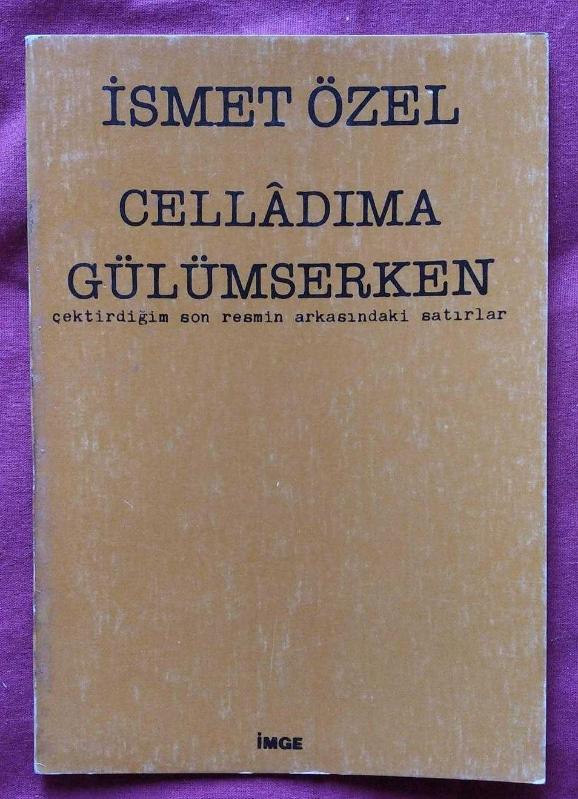 İSMET ÖZEL
CELLÂDIMA
GÜLÜMSERKEN
çektirdiğim son resmin arkasındaki satırlar
İMGE